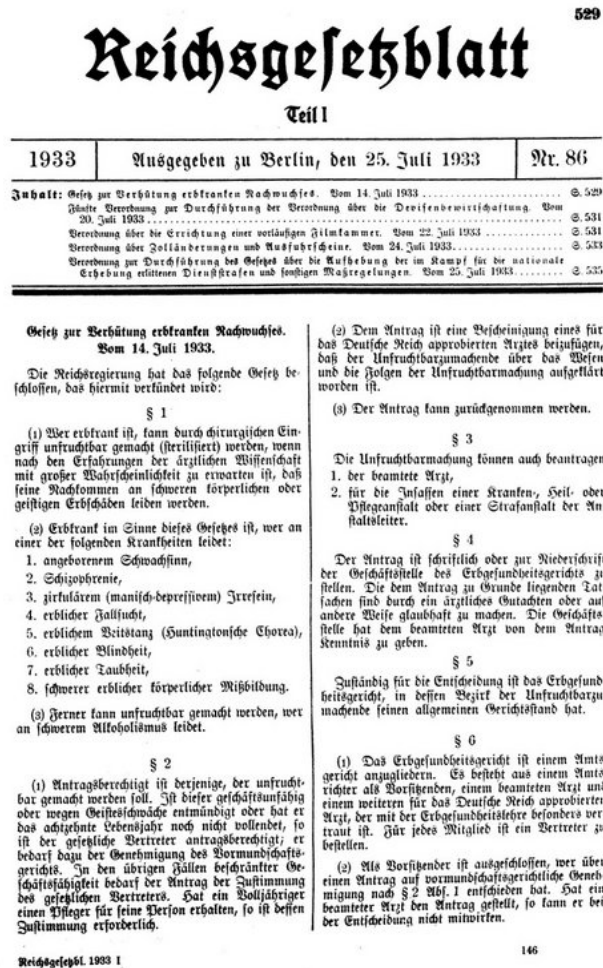 529
Reichsgesetzblatt
Teil I
1933 Ausgegeben zu Berlin, den 25. Juli 1933 Nr. 86
Inhalt: Gesetz zur Verhütung erbkranken Nachwuchses. Vom 14. Juli 1933 ........ S. 529
Fünfte Verordnung zur Durchführung der Verordnung über die Devisenbewirtschaftung. Vom
20. Juli 1933 ........ S. 531
Verordnung über die Errichtung einer vorläufigen Filmkammer. Vom 22. Juli 1933 ........ S. 531
Verordnung über Zolländerungen und Ausfuhrscheine. Vom 24. Juli 1933 ........ S. 533
Verordnung zur Durchführung des Gesetzes über die Aufhebung der im Kampf für die nationale
Erhebung erlittenen Dienststrafen und sonstigen Maßregelungen. Vom 25. Juli 1933 ........ S. 535
Gesetz zur Verhütung erbkranken Nachwuchses.
Vom 14. Juli 1933.
Die Reichsregierung hat das folgende Gesetz be-
schlossen, das hiermit verkündet wird:
§ 1
(1) Wer erbkrank ist, kann durch chirurgischen Ein-
griff unfruchtbar gemacht (sterilisiert) werden, wenn
nach den Erfahrungen der ärztlichen Wissenschaft
mit großer Wahrscheinlichkeit zu erwarten ist, daß
seine Nachkommen an schweren körperlichen oder
geistigen Erbschäden leiden werden.
(2) Erbkrank im Sinne dieses Gesetzes ist, wer an
einer der folgenden Krankheiten leidet:
1. angeborenem Schwachsinn,
2. Schizophrenie,
3. zirkulärem (manisch-depressivem) Irresein,
4. erblicher Fallsucht,
5. erblichem Veitstanz (Huntingtonsche Chorea),
6. erblicher Blindheit,
7. erblicher Taubheit,
8. schwerer erblicher körperlicher Mißbildung.
(3) Ferner kann unfruchtbar gemacht werden, wer
an schwerem Alkoholismus leidet.
§ 2
(1) Antragsberechtigt ist derjenige, der unfrucht-
bar gemacht werden soll. Ist dieser geschäftsunfähig
oder wegen Geistesschwäche entmündigt oder hat er
das achtzehnte Lebensjahr noch nicht vollendet, so
ist der gesetzliche Vertreter antragsberechtigt; er
bedarf dazu der Genehmigung des Vormundschafts-
gerichts. In den übrigen Fällen beschränkter Ge-
schäftsfähigkeit bedarf der Antrag der Zustimmung
des gesetzlichen Vertreters. Hat ein Volljähriger
einen Pfleger für seine Person erhalten, so ist dessen
Zustimmung erforderlich.
Reichsgesetzbl. 1933 I
(2) Dem Antrag ist eine Bescheinigung eines für
das Deutsche Reich approbierten Arztes beizufügen,
daß der Unfruchtbarzumachende über das Wesen
und die Folgen der Unfruchtbarmachung aufgeklärt
worden ist.
(3) Der Antrag kann zurückgenommen werden.
§ 3
Die Unfruchtbarmachung können auch beantragen
1. der beamtete Arzt,
2. für die Insassen einer Kranken-, Heil- oder
Pflegeanstalt oder einer Strafanstalt der An
staltsleiter.
§ 4
Der Antrag ist schriftlich oder zur Niederschrift
der Geschäftsstelle des Erbgesundheitsgerichts zu
stellen. Die dem Antrag zu Grunde liegenden Tat
sachen sind durch ein ärztliches Gutachten oder auf
andere Weise glaubhaft zu machen. Die Geschäfts
stelle hat dem beamteten Arzt von dem Antrag
Kenntnis zu geben.
§ 5
Zuständig für die Entscheidung ist das Erbgesund
heitsgericht, in dessen Bezirk der Unfruchtbarzu
machende seinen allgemeinen Gerichtsstand hat.
§ 6
(1) Das Erbgesundheitsgericht ist einem Amts
gericht anzugliedern. Es besteht aus einem Amts
richter als Vorsitzenden, einem beamteten Arzt und
einem weiteren für das Deutsche Reich approbierten
Arzt, der mit der Erbgesundheitslehre besonders ver
traut ist. Für jedes Mitglied ist ein Vertreter zu
bestellen.
(2) Als Vorsitzender ist ausgeschlossen, wer über
einen Antrag auf vormundschaftsgerichtliche Geneh
migung nach § 2 Abs. 1 entschieden hat. Hat ein
beamteter Arzt den Antrag gestellt, so kann er bei
der Entscheidung nicht mitwirken.
146